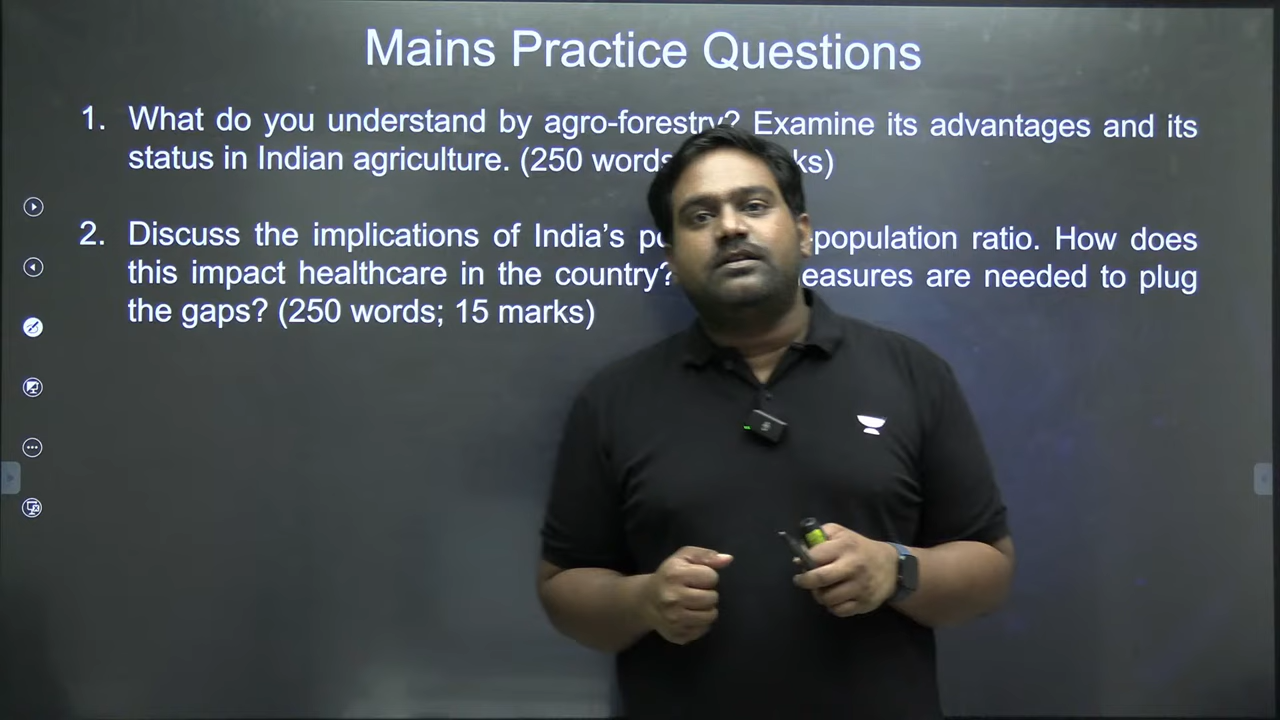 Mains Practice Questions
1. What do you understand by agro-forestry? Examine its advantages and its
status in Indian agriculture. (250 words ks)
2. Discuss the implications of India's -population ratio. How does
this impact healthcare in the country? easures are needed to plug
the gaps? (250 words; 15 marks)